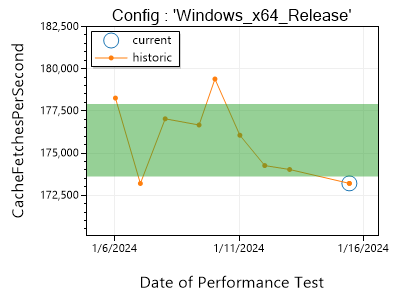 Config : 'Windows_x64_Release'
current
historic
CacheFetchesPerSecond
182,500
180,000
177,500
175,000
172,500
1/6/2024
1/11/2024
1/16/2024
Date of Performance Test